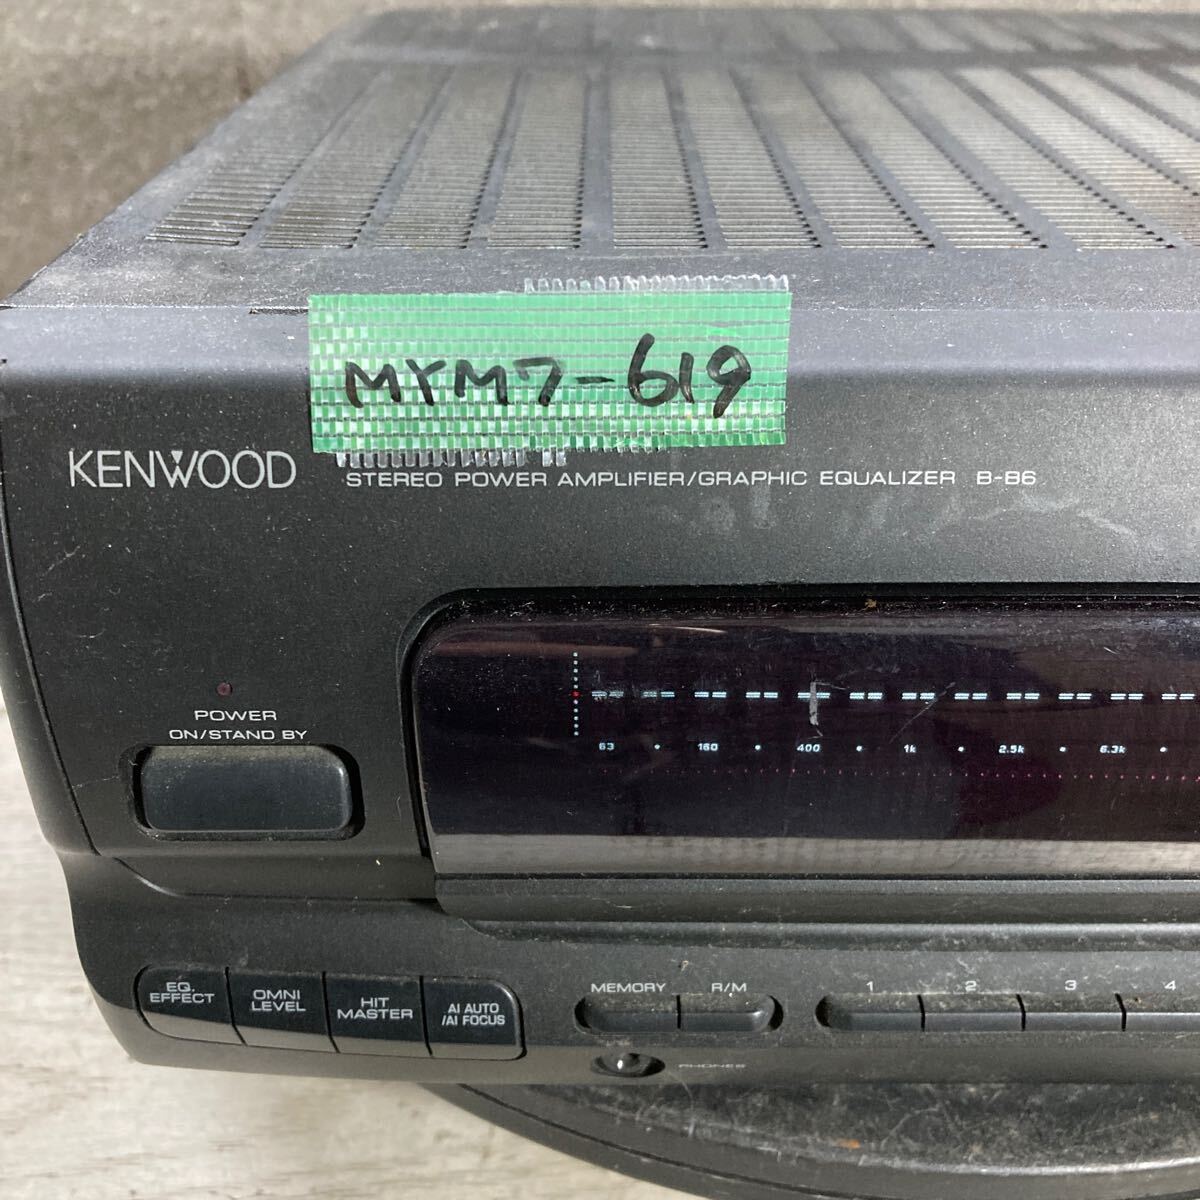 MYM7-619
KENWOOD
STEREO POWER AMPLIFIER/GRAPHIC EQUALIZER B-B6
POWER
ON/STAND BY
63 • 160 • 400 • 1k • 2.5k • 6.3k •
EQ.
EFFECT
OMNI
LEVEL
HIT
MASTER
AI AUTO
/AI FOCUS
MEMORY R/M
1 2 3 4
PHONES